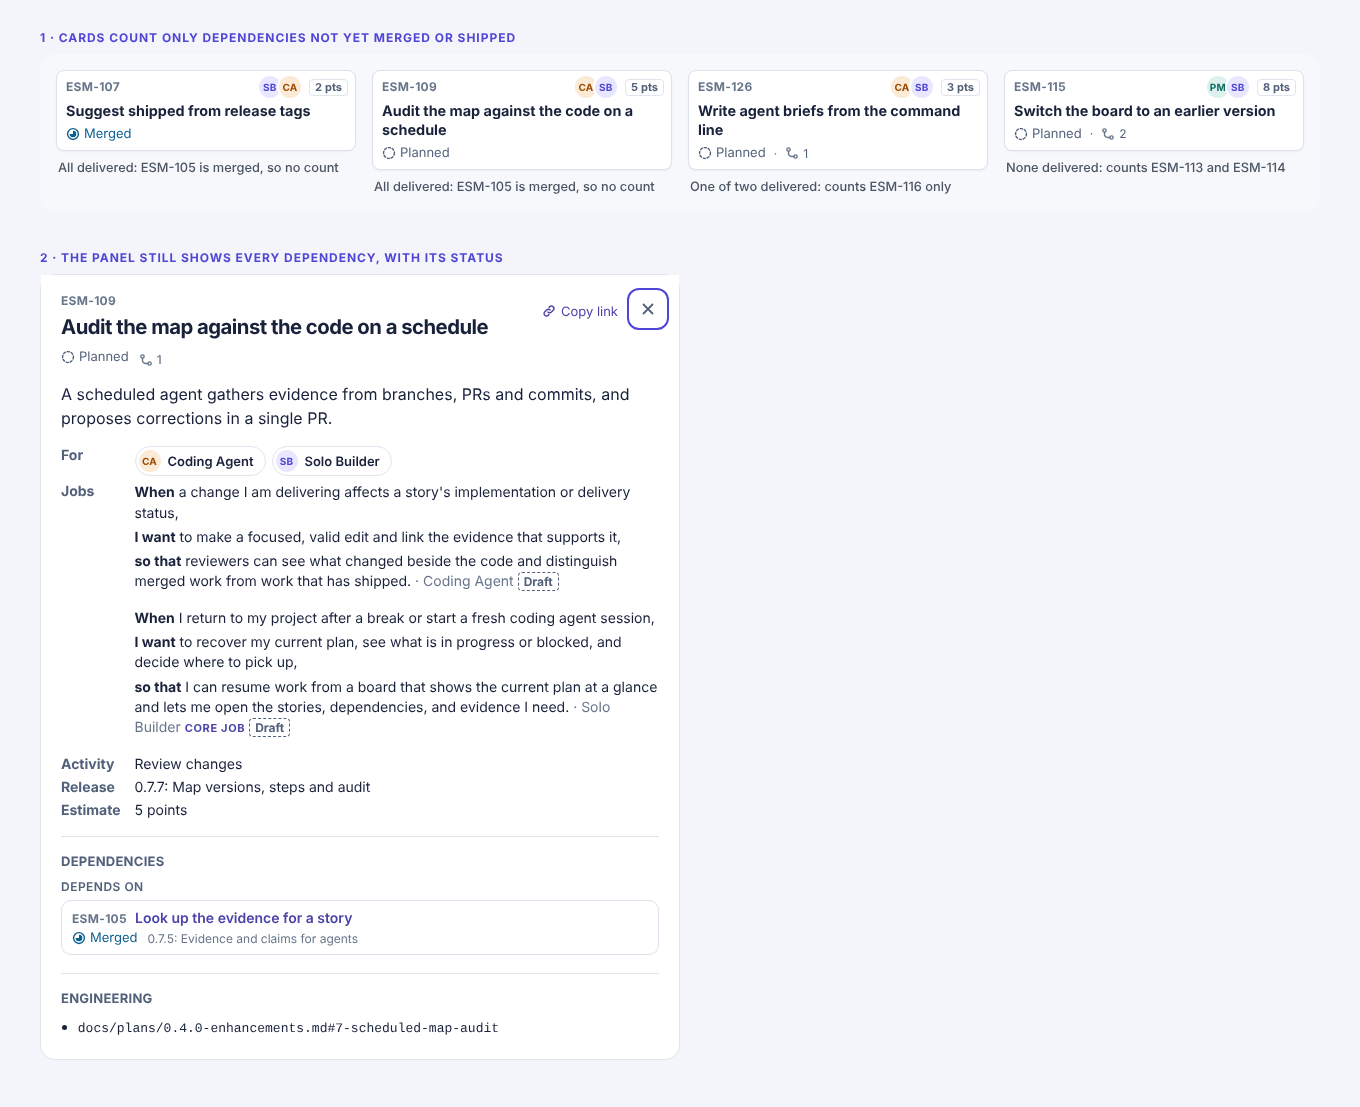 1 · CARDS COUNT ONLY DEPENDENCIES NOT YET MERGED OR SHIPPED
ESM-107 SB CA 2 pts
Suggest shipped from release tags
Merged
All delivered: ESM-105 is merged, so no count
ESM-109 CA SB 5 pts
Audit the map against the code on a
schedule
Planned
All delivered: ESM-105 is merged, so no count
ESM-126 CA SB 3 pts
Write agent briefs from the command
line
Planned · 1
One of two delivered: counts ESM-116 only
ESM-115 PM SB 8 pts
Switch the board to an earlier version
Planned · 2
None delivered: counts ESM-113 and ESM-114
2 · THE PANEL STILL SHOWS EVERY DEPENDENCY, WITH ITS STATUS
ESM-109
Copy link
Audit the map against the code on a schedule
Planned 1
A scheduled agent gathers evidence from branches, PRs and commits, and
proposes corrections in a single PR.
For CA Coding Agent SB Solo Builder
Jobs When a change I am delivering affects a story's implementation or delivery
status,
I want to make a focused, valid edit and link the evidence that supports it,
so that reviewers can see what changed beside the code and distinguish
merged work from work that has shipped. · Coding Agent Draft
When I return to my project after a break or start a fresh coding agent session,
I want to recover my current plan, see what is in progress or blocked, and
decide where to pick up,
so that I can resume work from a board that shows the current plan at a glance
and lets me open the stories, dependencies, and evidence I need. · Solo
Builder CORE JOB Draft
Activity Review changes
Release 0.7.7: Map versions, steps and audit
Estimate 5 points
DEPENDENCIES
DEPENDS ON
ESM-105 Look up the evidence for a story
Merged 0.7.5: Evidence and claims for agents
ENGINEERING
• docs/plans/0.4.0-enhancements.md#7-scheduled-map-audit